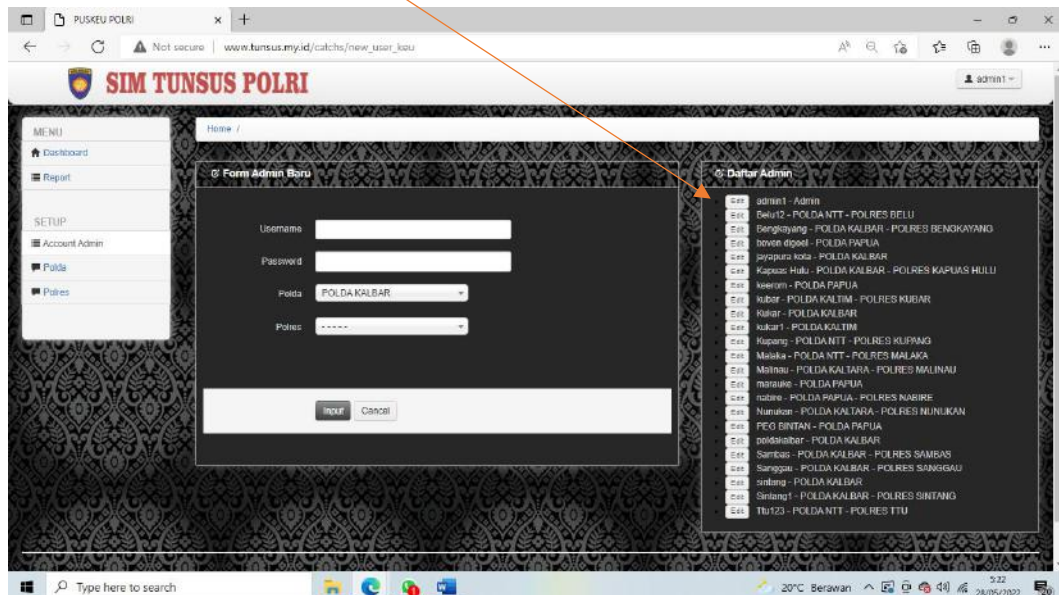 PUSKEU POLRI
Not secure | www.tunsus.my.id/catchs/new_user_keu
SIM TUNSUS POLRI
admin1
MENU
Dashboard
Report
SETUP
Account Admin
Polda
Polres
Home /
Form Admin Baru
Username
Password
Polda POLDA KALBAR
Polres -----
Input Cancel
Daftar Admin
Edit admin1 - Admin
Edit Belu12 - POLDA NTT - POLRES BELU
Edit Bengkayang - POLDA KALBAR - POLRES BENGKAYANG
Edit boven digoel - POLDA PAPUA
Edit jayapura kota - POLDA KALBAR
Edit Kapuas Hulu - POLDA KALBAR - POLRES KAPUAS HULU
Edit keerom - POLDA PAPUA
Edit kubar - POLDA KALTIM - POLRES KUBAR
Edit Kukar - POLDA KALBAR
Edit kukar1 - POLDA KALTIM
Edit Kupang - POLDA NTT - POLRES KUPANG
Edit Malaka - POLDA NTT - POLRES MALAKA
Edit Malinau - POLDA KALTARA - POLRES MALINAU
Edit marauke - POLDA PAPUA
Edit nabire - POLDA PAPUA - POLRES NABIRE
Edit Nunukan - POLDA KALTARA - POLRES NUNUKAN
Edit PEG BINTAN - POLDA PAPUA
Edit poldakalbar - POLDA KALBAR
Edit Sambas - POLDA KALBAR - POLRES SAMBAS
Edit Sanggau - POLDA KALBAR - POLRES SANGGAU
Edit sintang - POLDA KALBAR
Edit Sintang1 - POLDA KALBAR - POLRES SINTANG
Edit Ttu123 - POLDA NTT - POLRES TTU
Type here to search
20°C Berawan
5:22
28/05/2022